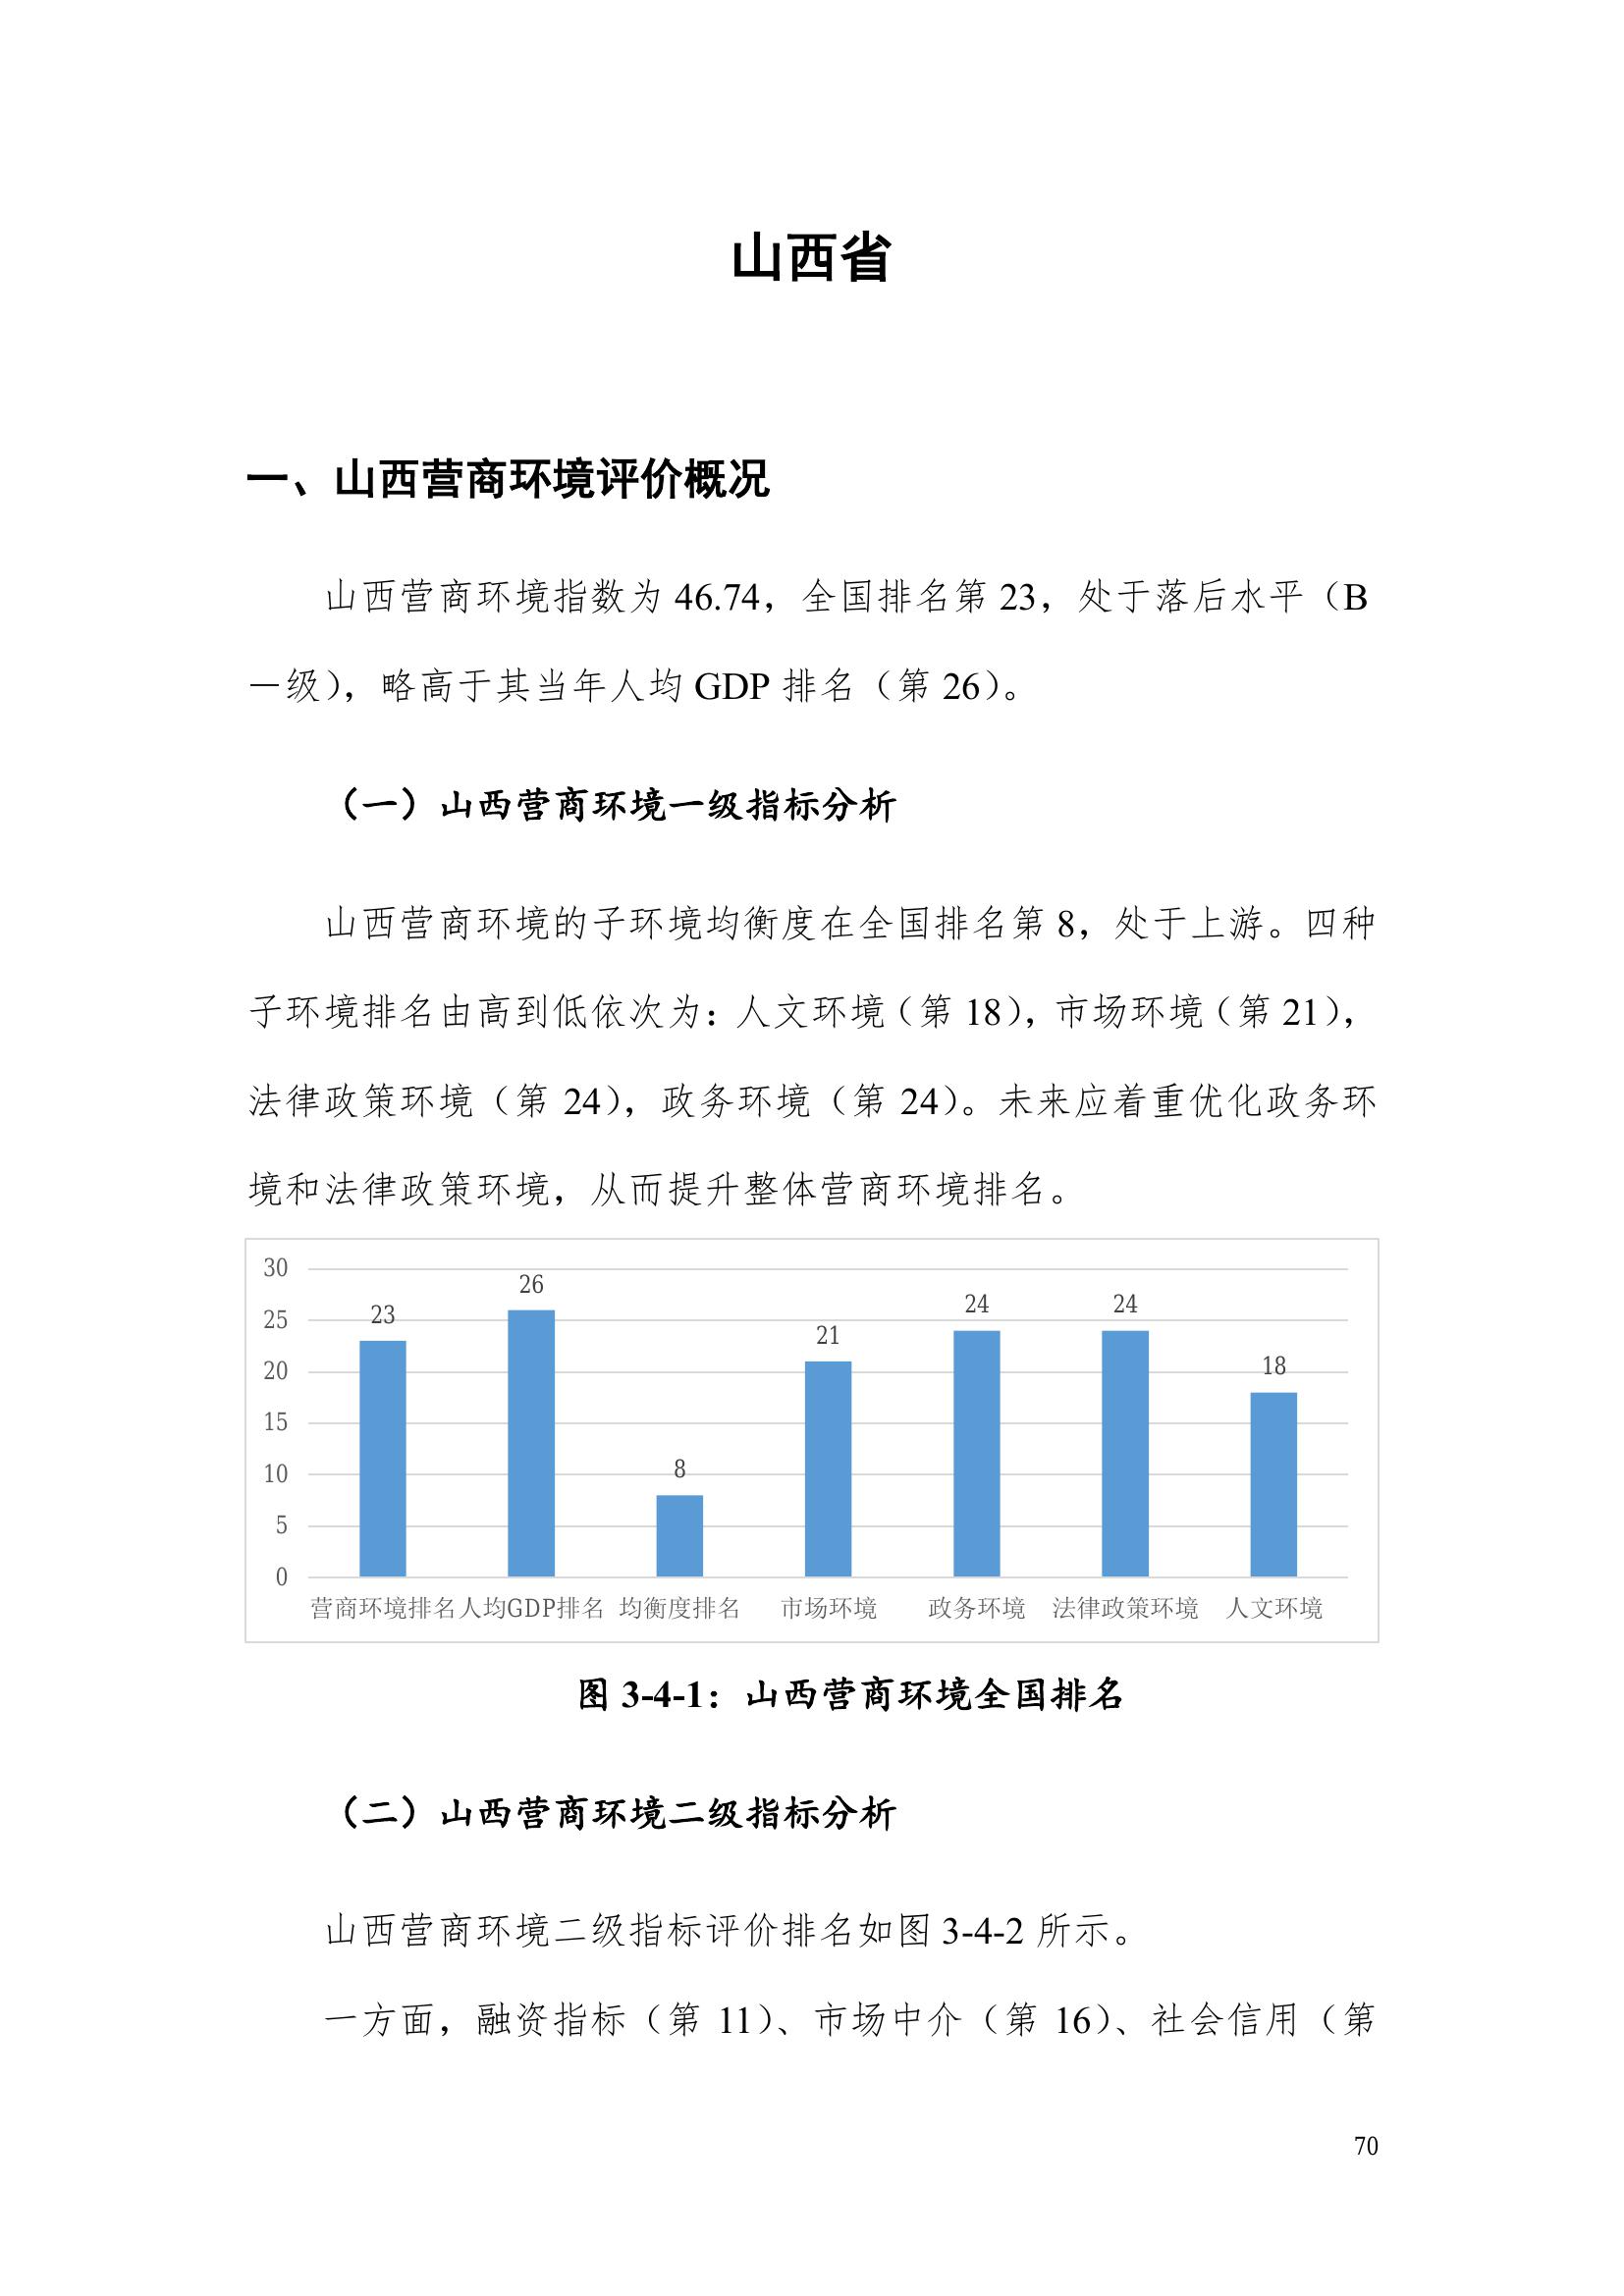 山西省
一、山西营商环境评价概况
山西营商环境指数为 46.74，全国排名第 23，处于落后水平（B
－级），略高于其当年人均 GDP 排名（第 26）。
（一）山西营商环境一级指标分析
山西营商环境的子环境均衡度在全国排名第 8，处于上游。四种
子环境排名由高到低依次为：人文环境（第 18），市场环境（第 21），
法律政策环境（第 24），政务环境（第 24）。未来应着重优化政务环
境和法律政策环境，从而提升整体营商环境排名。
30
25
20
15
10
5
0
23
26
8
21
24
24
18
营商环境排名 人均GDP排名 均衡度排名 市场环境 政务环境 法律政策环境 人文环境
图 3-4-1：山西营商环境全国排名
（二）山西营商环境二级指标分析
山西营商环境二级指标评价排名如图 3-4-2 所示。
一方面，融资指标（第 11）、市场中介（第 16）、社会信用（第
70